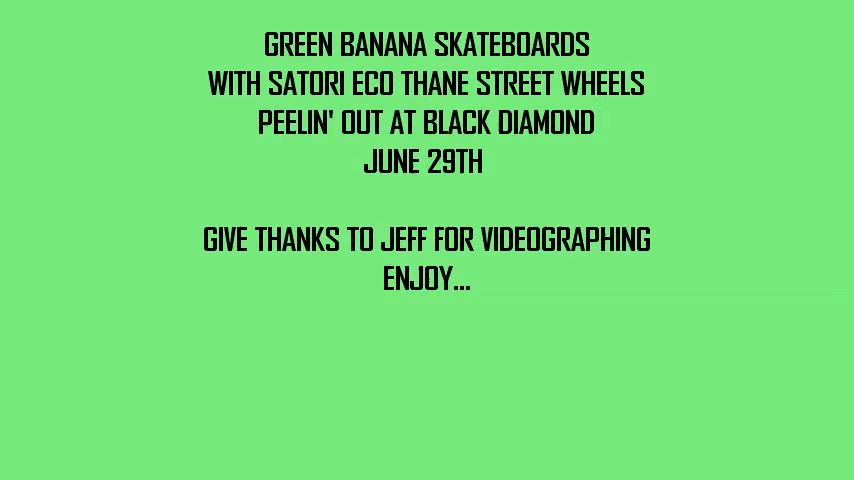 GREEN BANANA SKATEBOARDS
WITH SATORI ECO THANE STREET WHEELS
PEELIN' OUT AT BLACK DIAMOND
JUNE 29TH
GIVE THANKS TO JEFF FOR VIDEOGRAPHING
ENJOY...